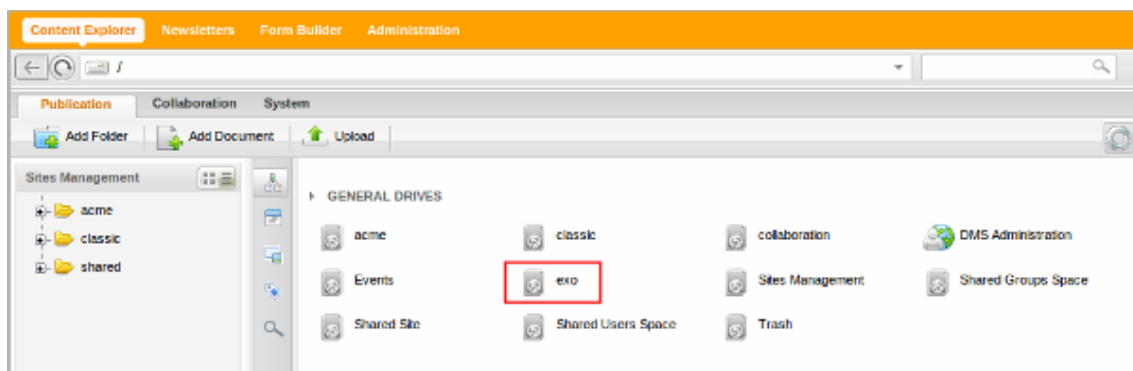 Content Explorer Newsletters Form Builder Administration
/
Publication Collaboration System
Add Folder Add Document Upload
Sites Management
acme
classic
shared
GENERAL DRIVES
acme classic collaboration DMS Administration
Events exo Sites Management Shared Groups Space
Shared Site Shared Users Space Trash